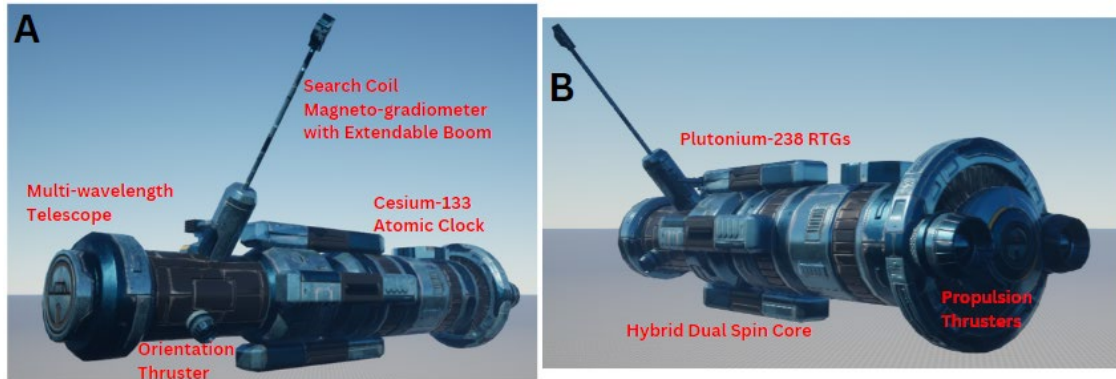 A
Search Coil
Magneto-gradiometer
with Extendable Boom
Multi-wavelength
Telescope
Cesium-133
Atomic Clock
Orientation
Thruster
B
Plutonium-238 RTGs
Hybrid Dual Spin Core
Propulsion
Thrusters